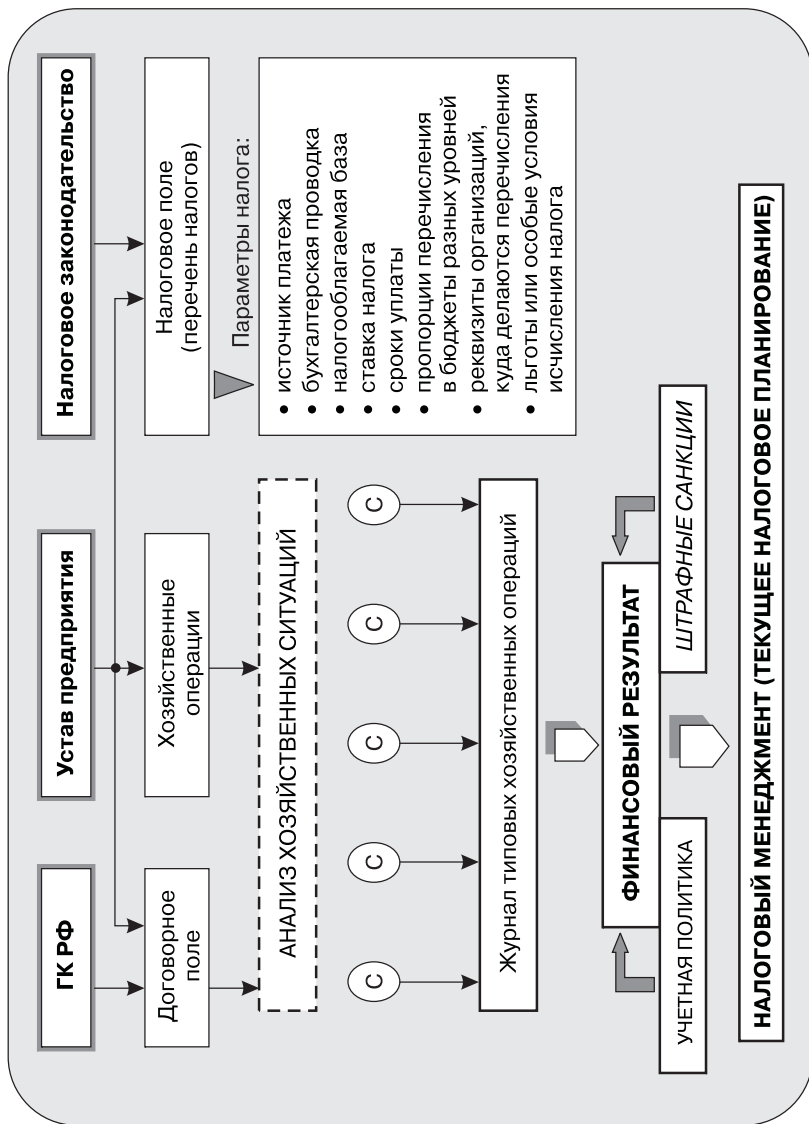 ГК РФ
Устав предприятия
Налоговое законодательство
Договорное
поле
Хозяйственные
операции
Налоговое поле
(перечень налогов)
Параметры налога:
• источник платежа
• бухгалтерская проводка
• налогооблагаемая база
• ставка налога
• сроки уплаты
• пропорции перечисления
в бюджеты разных уровней
• реквизиты организаций,
куда делаются перечисления
• льготы или особые условия
исчисления налога
АНАЛИЗ ХОЗЯЙСТВЕННЫХ СИТУАЦИЙ
С
С
С
С
С
Журнал типовых хозяйственных операций
ФИНАНСОВЫЙ РЕЗУЛЬТАТ
УЧЕТНАЯ ПОЛИТИКА
ШТРАФНЫЕ САНКЦИИ
НАЛОГОВЫЙ МЕНЕДЖМЕНТ (ТЕКУЩЕЕ НАЛОГОВОЕ ПЛАНИРОВАНИЕ)